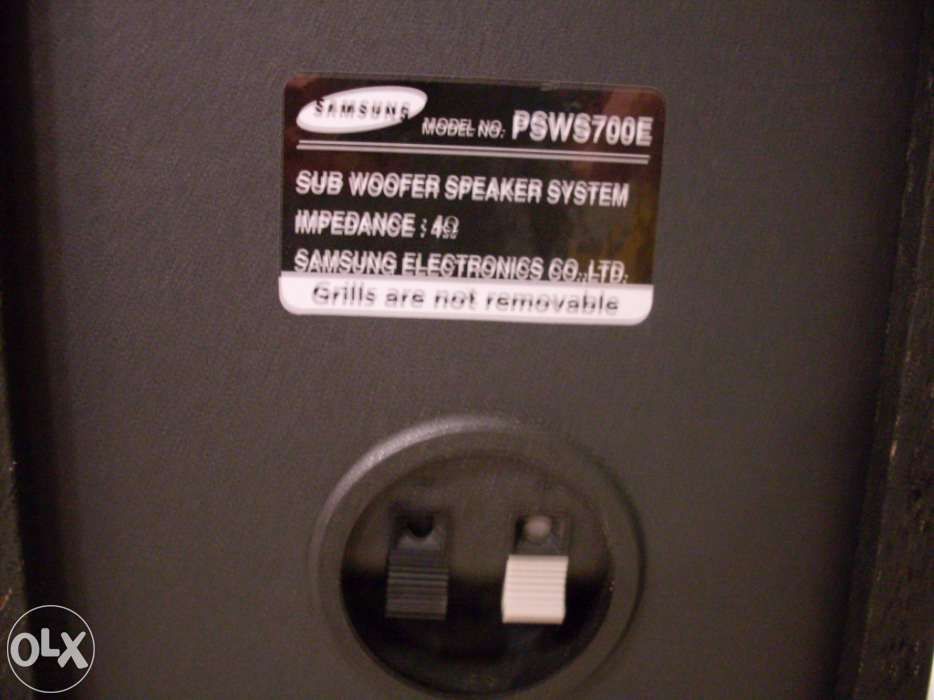 SAMSUNG
MODEL NO. PSWS700E
SUB WOOFER SPEAKER SYSTEM
IMPEDANCE : 4Ω
SAMSUNG ELECTRONICS CO.,LTD.
Grills are not removable
OLX